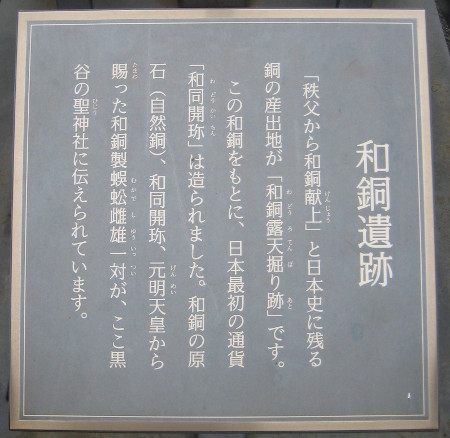 和銅遺跡
「秩父から和銅献上」と日本史に残る
銅の産出地が「和銅露天掘り跡」です。
この和銅をもとに、日本最初の通貨
「和同開珎」は造られました。和銅の原
石（自然銅）、和同開珎、元明天皇から
賜った和銅製蜈蚣雌雄一対が、ここ黒
谷の聖神社に伝えられています。